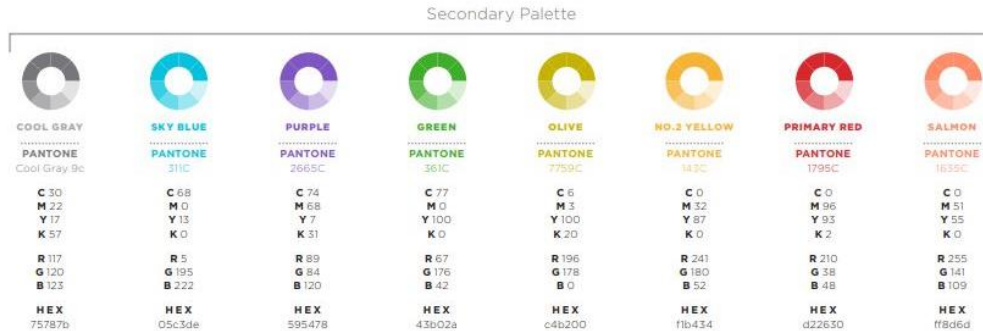 Secondary Palette
COOL GRAY
PANTONE
Cool Gray 9c
C 30
M 22
Y 17
K 57
R 117
G 120
B 123
HEX
75787b
SKY BLUE
PANTONE
311C
C 68
M 0
Y 13
K 0
R 5
G 195
B 222
HEX
05c3de
PURPLE
PANTONE
2665C
C 74
M 68
Y 7
K 31
R 89
G 84
B 120
HEX
595478
GREEN
PANTONE
361C
C 77
M 0
Y 100
K 0
R 67
G 176
B 42
HEX
43b02a
OLIVE
PANTONE
7759C
C 6
M 3
Y 100
K 20
R 196
G 178
B 0
HEX
c4b200
NO.2 YELLOW
PANTONE
143C
C 0
M 32
Y 87
K 0
R 241
G 180
B 52
HEX
f1b434
PRIMARY RED
PANTONE
1795C
C 0
M 96
Y 93
K 2
R 210
G 38
B 48
HEX
d22630
SALMON
PANTONE
1635C
C 0
M 51
Y 55
K 0
R 255
G 141
B 109
HEX
ff8d6d